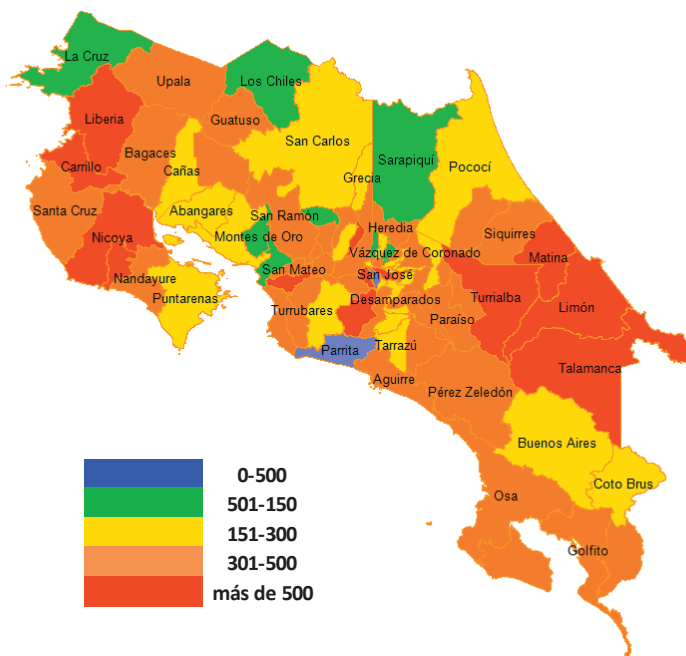 La Cruz
Upala
Los Chiles
Liberia
Guatuso
San Carlos
Bagaces
Sarapiquí
Carrillo
Cañas
Grecia
Pococí
Santa Cruz
Abangares
San Ramón
Nicoya
Montes de Oro
Heredia
Siquirres
Vázquez de Coronado
Matina
San Mateo
San José
Nandayure
Puntarenas
Desamparados
Turrialba
Limón
Turrubares
Paraíso
Parrita
Tarrazú
Talamanca
Aguirre
Pérez Zeledón
Buenos Aires
Coto Brus
Osa
Golfito
0-500
501-150
151-300
301-500
más de 500